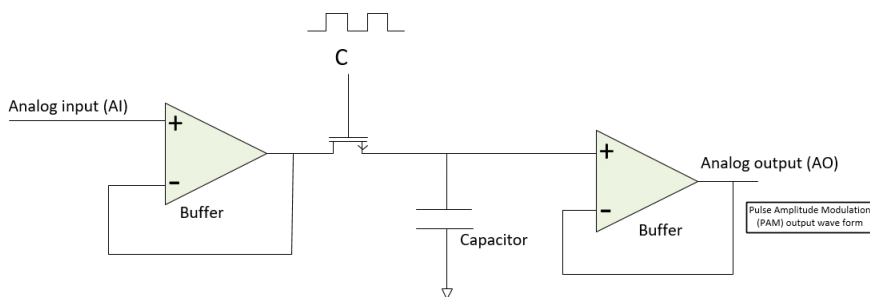 C
Analog input (AI)
+
-
Buffer
Capacitor
+
-
Buffer
Analog output (AO)
Pulse Amplitude Modulation
(PAM) output wave form